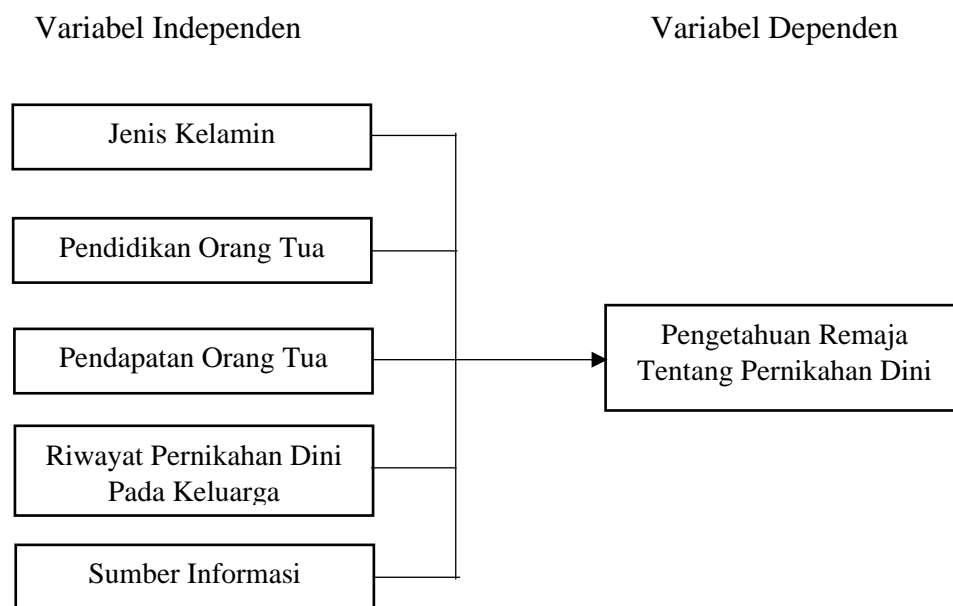 Variabel Independen
Variabel Dependen
Jenis Kelamin
Pendidikan Orang Tua
Pendapatan Orang Tua
Riwayat Pernikahan Dini
Pada Keluarga
Sumber Informasi
Pengetahuan Remaja
Tentang Pernikahan Dini